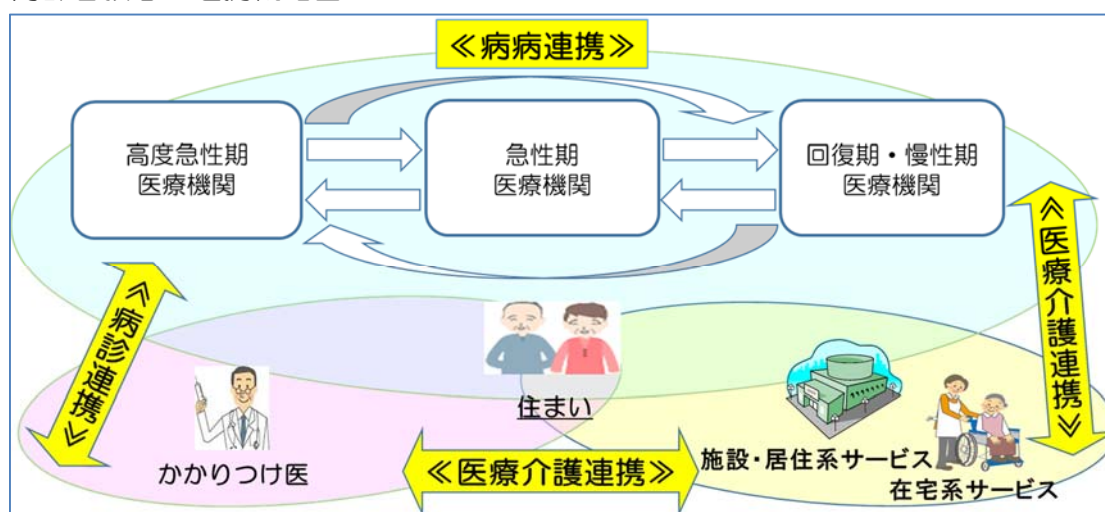 ≪病病連携≫
高度急性期
医療機関
急性期
医療機関
回復期・慢性期
医療機関
≪病診連携≫
≪医療介護連携≫
住まい
かかりつけ医
≪医療介護連携≫
施設・居住系サービス
在宅系サービス